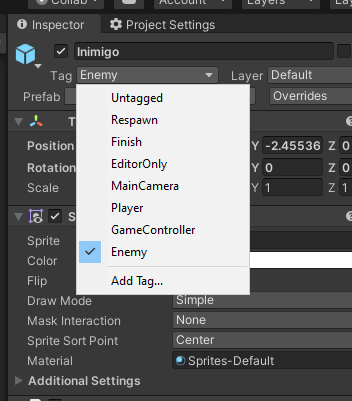 Collab
Account
Layers
Layout
Inspector
Project Settings
Inimigo
Tag Enemy Layer Default
Prefab Overrides
Untagged
Respawn
Finish
EditorOnly
MainCamera
Player
GameController
Enemy
Add Tag...
T
Position Y -2.45536 Z 0
Rotation Y 0 Z 0
Scale Y 1 Z 1
S
Sprite
Color
Flip
Draw Mode Simple
Mask Interaction None
Sprite Sort Point Center
Material Sprites-Default
Additional Settings